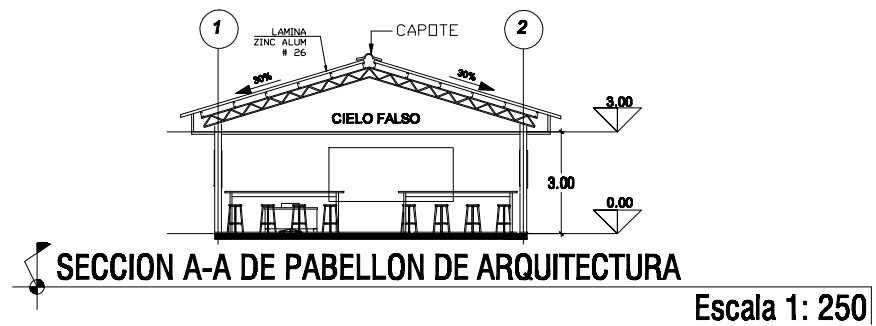 1
2
LAMINA
ZINC ALUM
# 26
CAPOTE
30%
30%
3.00
CIELO FALSO
3.00
0.00
SECCION A-A DE PABELLON DE ARQUITECTURA
Escala 1: 250